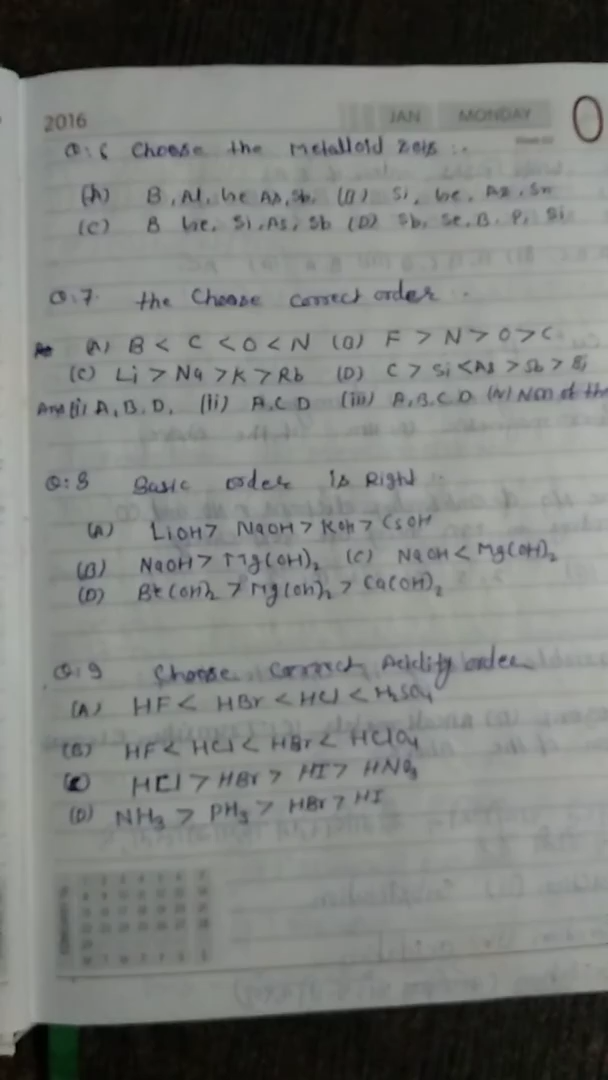 2016 JAN MONDAY 0
Q:6 Choose the Metalloid :-
(A) B, Al, Ge As, Sb, (B) Si, Ge, As, Sn
(C) B Ge, Si, As, Sb (D) Sb, Se, B, P, Si
Q:7 the Choose correct order -
(A) B < C < O < N (B) F > N > O > C
(C) Li > Na > K > Rb (D) C > Si < As > Sb > Bi
(i) A, B, D, (ii) A, C D (iii) A, B, C, D (iv) Non of the
Q:8 Basic order is Right
(A) LiOH > NaOH > KOH > CsOH
(B) NaOH > Mg(OH)₂ (C) NaOH < Mg(OH)₂
(D) Be(OH)₂ > Mg(OH)₂ > Ca(OH)₂
Q:9 Choose Correct Acidity order
(A) HF < HBr < HCl < H₂SO₄
(B) HF < HCl < HBr < HClO₄
(C) HCl > HBr > HI > HNO₃
(D) NH₃ > PH₃ > HBr > HI